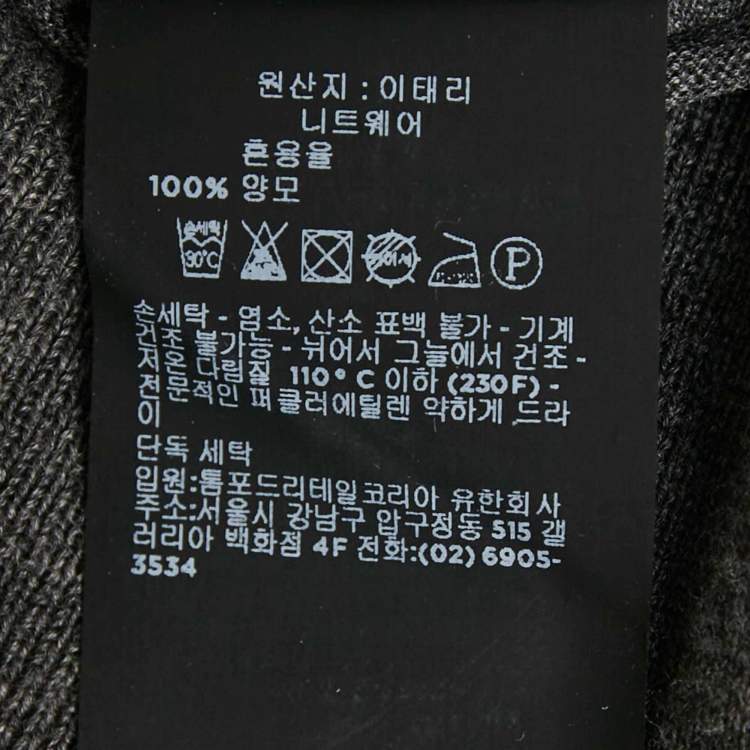 원산지 : 이태리
니트웨어
혼용율
100% 양모
손세탁
30°C
손세탁 - 염소, 산소 표백 불가 - 기계
건조 불가능 - 뉘어서 그늘에서 건조 -
저온 다림질 110° C 이하 (230F) -
전문적인 퍼클러에틸렌 약하게 드라
이
단독 세탁
입원:톰포드리테일코리아 유한회사
주소:서울시 강남구 압구정동 515 갤
러리아 백화점 4F 전화:(02) 6905-
3534
P